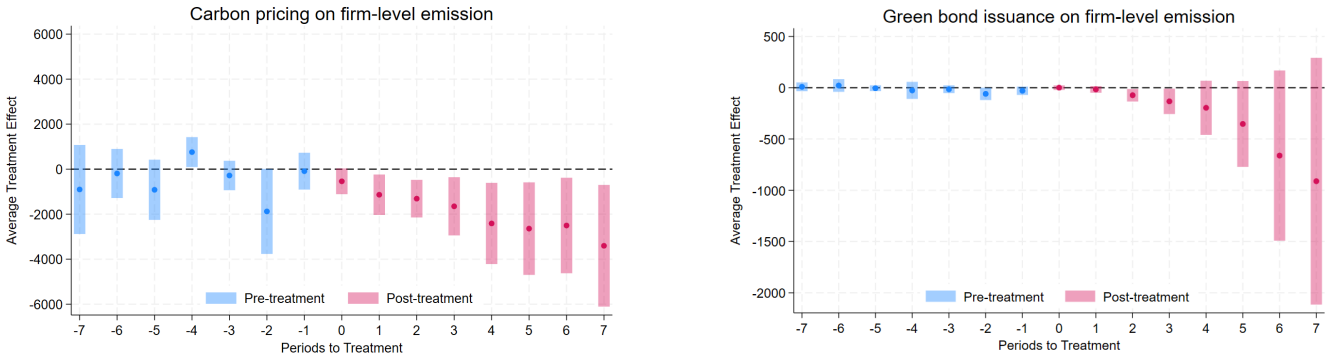 Carbon pricing on firm-level emission
Average Treatment Effect
6000
4000
2000
0
-2000
-4000
-6000
Pre-treatment
Post-treatment
-7 -6 -5 -4 -3 -2 -1 0 1 2 3 4 5 6 7
Periods to Treatment
Green bond issuance on firm-level emission
Average Treatment Effect
500
0
-500
-1000
-1500
-2000
Pre-treatment
Post-treatment
-7 -6 -5 -4 -3 -2 -1 0 1 2 3 4 5 6 7
Periods to Treatment